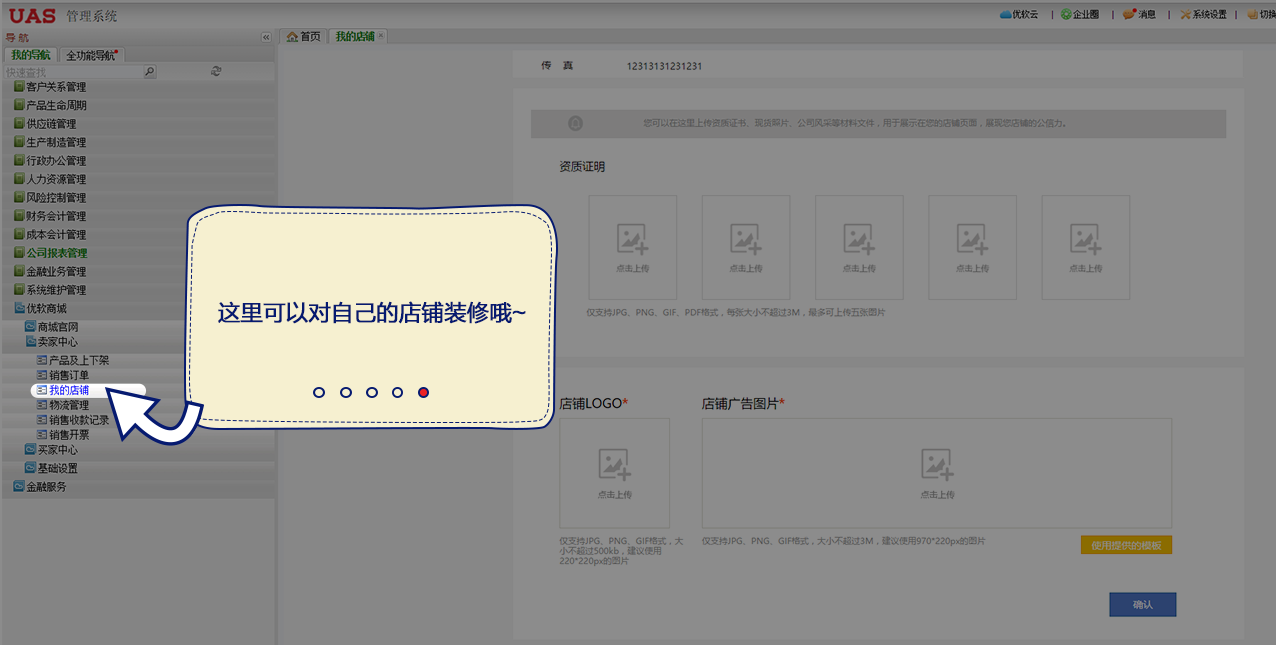 UAS 管理系统
优软云 | 企业圈 | 消息 | 系统设置 | 切换
导航
首页 我的店铺
我的导航 全功能导航
快速查找
客户关系管理
产品生命周期
供应链管理
生产制造管理
行政办公管理
人力资源管理
风险控制管理
财务会计管理
成本会计管理
公司报表管理
金融业务管理
系统维护管理
优软商城
商城官网
卖家中心
产品及上下架
销售订单
我的店铺
物流管理
销售收款记录
销售开票
买家中心
基础设置
金融服务
这里可以对自己的店铺装修哦~
传 真 12313131231231
您可以在这里上传资质证书、现货照片、公司风采等材料文件，用于展示在您的店铺页面，展现您店铺的公信力。
资质证明
点击上传 点击上传 点击上传 点击上传 点击上传
仅支持JPG、PNG、GIF、PDF格式，每张大小不超过3M，最多可上传五张图片
店铺LOGO* 店铺广告图片*
点击上传 点击上传
仅支持JPG、PNG、GIF格式，大
小不超过500kb，建议使用
220*220px的图片
仅支持JPG、PNG、GIF格式，大小不超过3M，建议使用970*220px的图片
使用提供的模板
确认